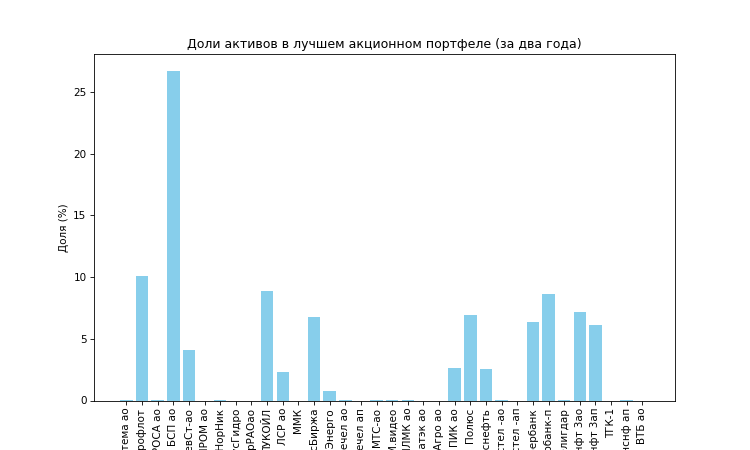 Доли активов в лучшем акционном портфеле (за два года)
Доля (%)
25
20
15
10
5
0
тема ао
рофлот
РОСА ао
БСП ао
евСт-ао
ПРОМ ао
НорНик
сГидро
рРАОао
УКОЙЛ
ЛСР ао
ММК
сБиржа
Энерго
ечел ао
ечел ап
МТС-ао
М.видео
ЛМК ао
атэк ао
Агро ао
ПИК ао
Полюс
снефть
стел -ао
стел -ап
ербанк
рбанк-п
лигдар
нфт 3ао
нфт 3ап
ТГК-1
нснф ап
ВТБ ао